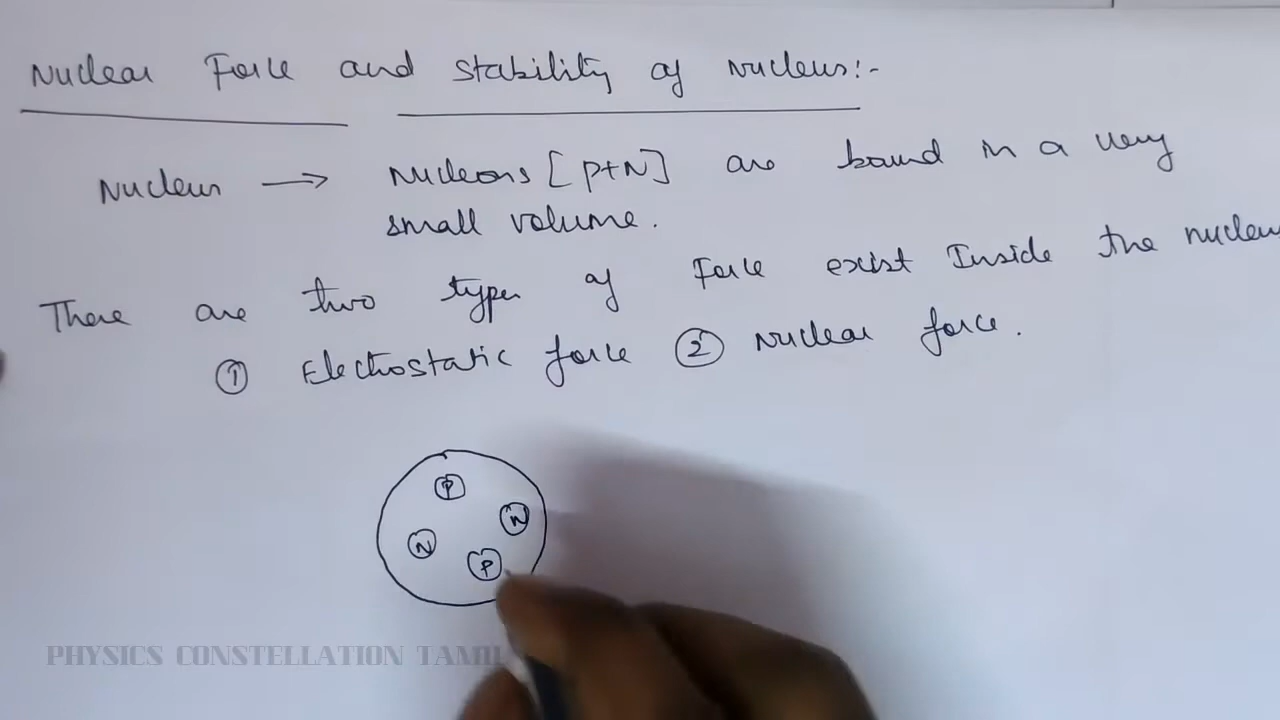 Nuclear Force and stability of Nucleus:-
Nucleus → Nucleons [P+N] are bound in a very
small volume.
There are two types of Force exist Inside the nucleu
① Electrostatic force ② Nuclear force.
P
N
N
P
PHYSICS CONSTELLATION TAMIL